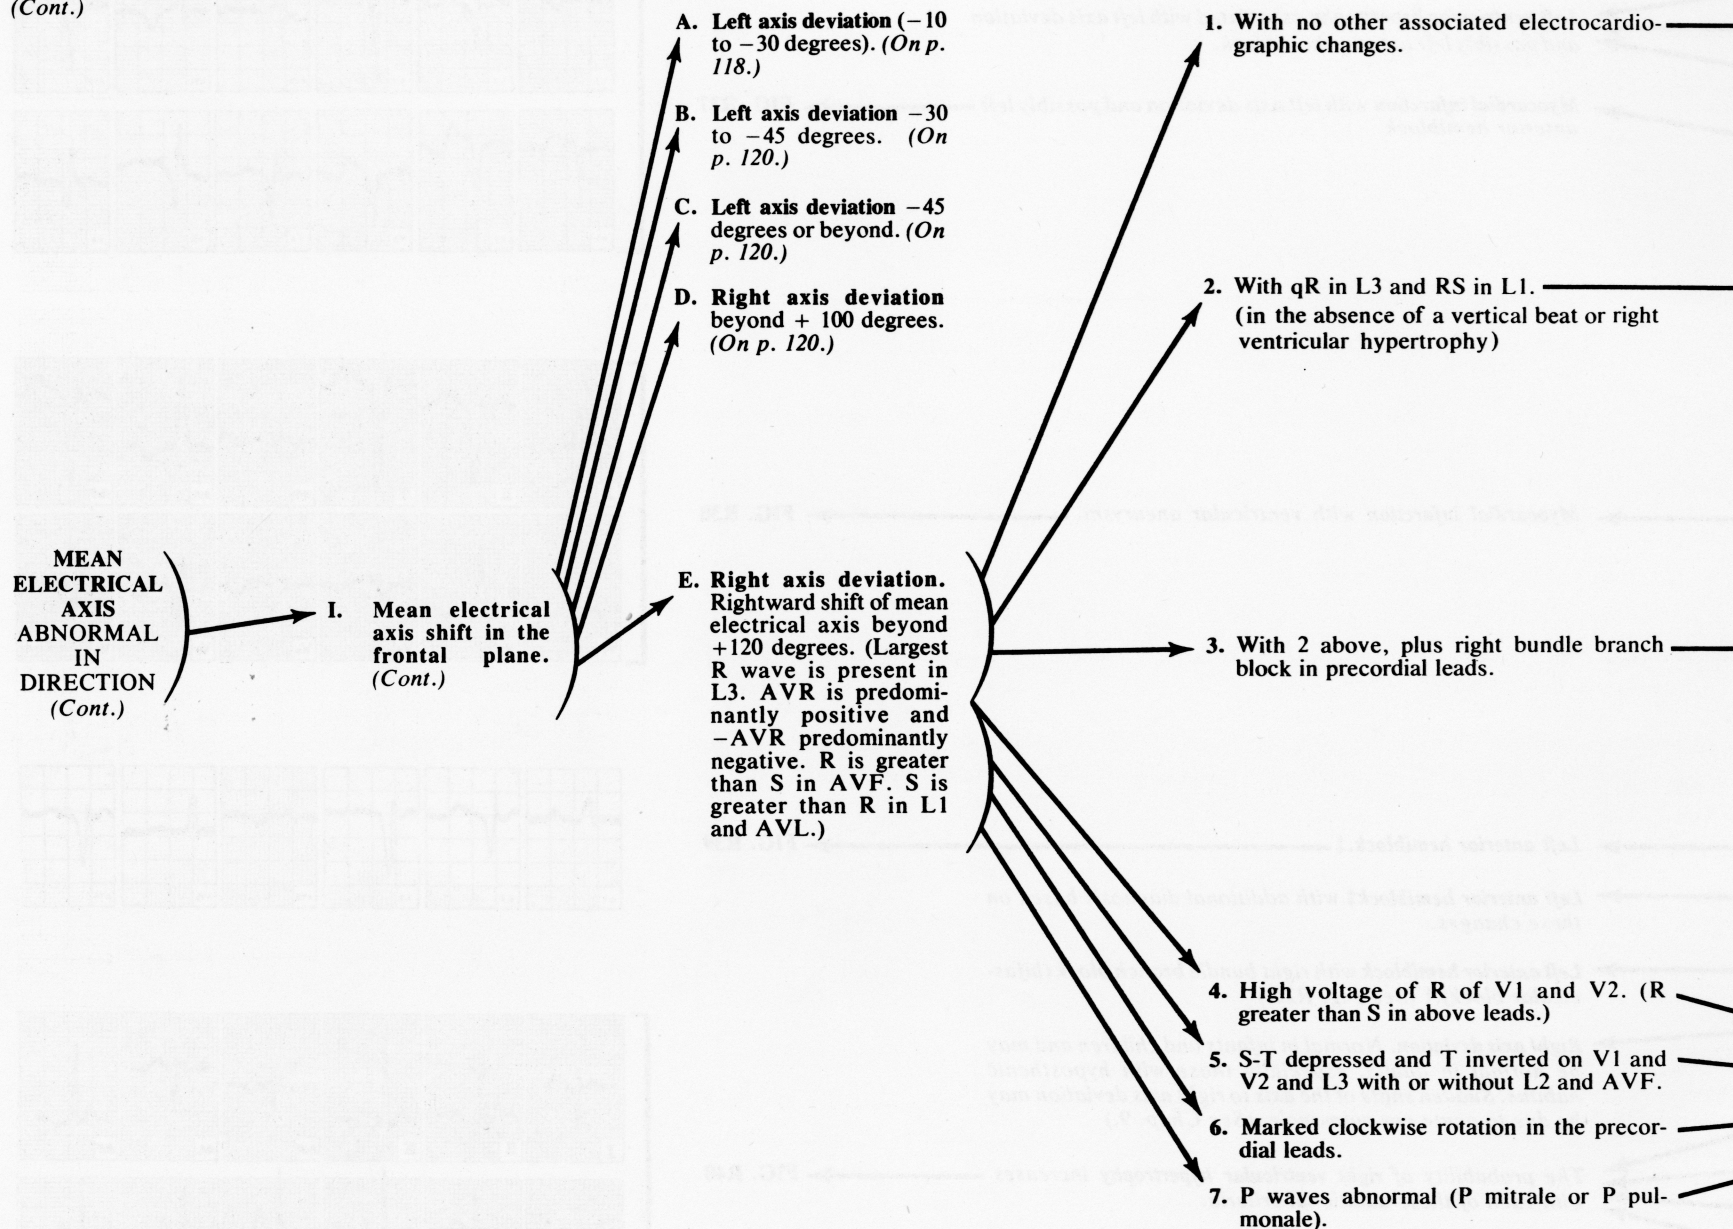 (Cont.)
MEAN
ELECTRICAL
AXIS
ABNORMAL
IN
DIRECTION
(Cont.)
I. Mean electrical
axis shift in the
frontal plane.
(Cont.)
A. Left axis deviation (−10
to −30 degrees). (On p.
118.)
B. Left axis deviation −30
to −45 degrees. (On
p. 120.)
C. Left axis deviation −45
degrees or beyond. (On
p. 120.)
D. Right axis deviation
beyond + 100 degrees.
(On p. 120.)
E. Right axis deviation.
Rightward shift of mean
electrical axis beyond
+120 degrees. (Largest
R wave is present in
L3. AVR is predomi-
nantly positive and
−AVR predominantly
negative. R is greater
than S in AVF. S is
greater than R in L1
and AVL.)
1. With no other associated electrocardio-
graphic changes.
2. With qR in L3 and RS in L1.
(in the absence of a vertical beat or right
ventricular hypertrophy)
3. With 2 above, plus right bundle branch
block in precordial leads.
4. High voltage of R of V1 and V2. (R
greater than S in above leads.)
5. S-T depressed and T inverted on V1 and
V2 and L3 with or without L2 and AVF.
6. Marked clockwise rotation in the precor-
dial leads.
7. P waves abnormal (P mitrale or P pul-
monale).